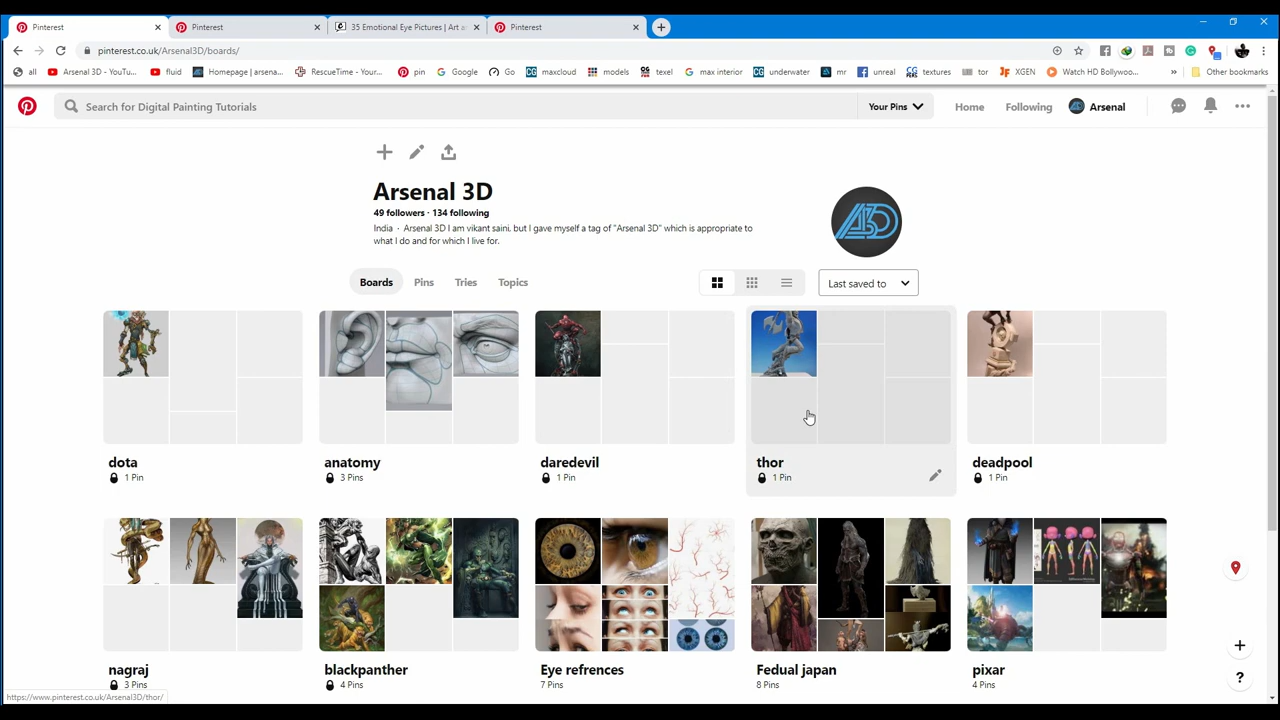 Pinterest
Pinterest
35 Emotional Eye Pictures | Art a
Pinterest
pinterest.co.uk/Arsenal3D/boards/
all
Arsenal 3D - YouTu...
fluid
Homepage | arsena...
RescueTime - Your...
pin
Google
Go
maxcloud
models
texel
max interior
underwater
mr
unreal
textures
tor
XGEN
Watch HD Bollywoo...
»
Other bookmarks
Search for Digital Painting Tutorials
Your Pins
Home
Following
Arsenal
Arsenal 3D
49 followers · 134 following
India · Arsenal 3D I am vikant saini, but I gave myself a tag of "Arsenal 3D" which is appropriate to
what I do and for which I live for.
A3D
Boards
Pins
Tries
Topics
Last saved to
dota
1 Pin
anatomy
3 Pins
daredevil
1 Pin
thor
1 Pin
deadpool
1 Pin
nagraj
3 Pins
blackpanther
4 Pins
Eye refrences
7 Pins
Fedual japan
8 Pins
pixar
4 Pins
?
https://www.pinterest.co.uk/Arsenal3D/thor/